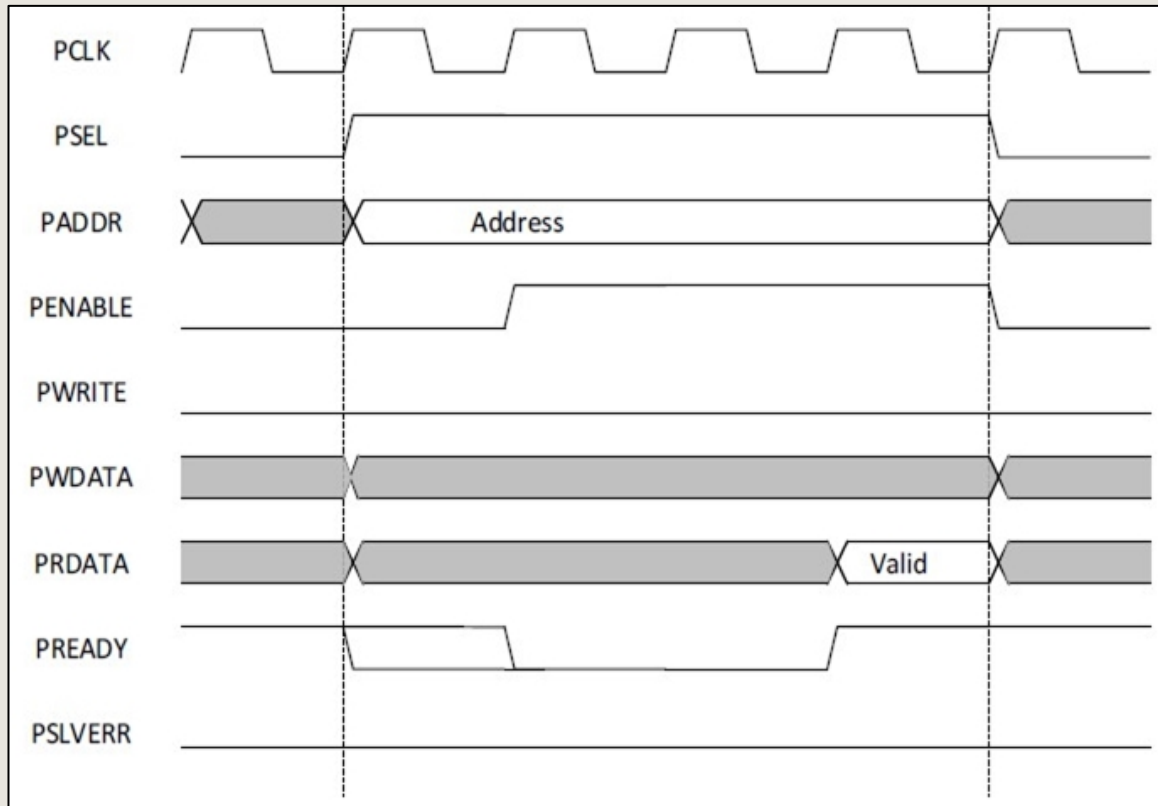 PCLK
PSEL
PADDR
Address
PENABLE
PWRITE
PWDATA
PRDATA
Valid
PREADY
PSLVERR